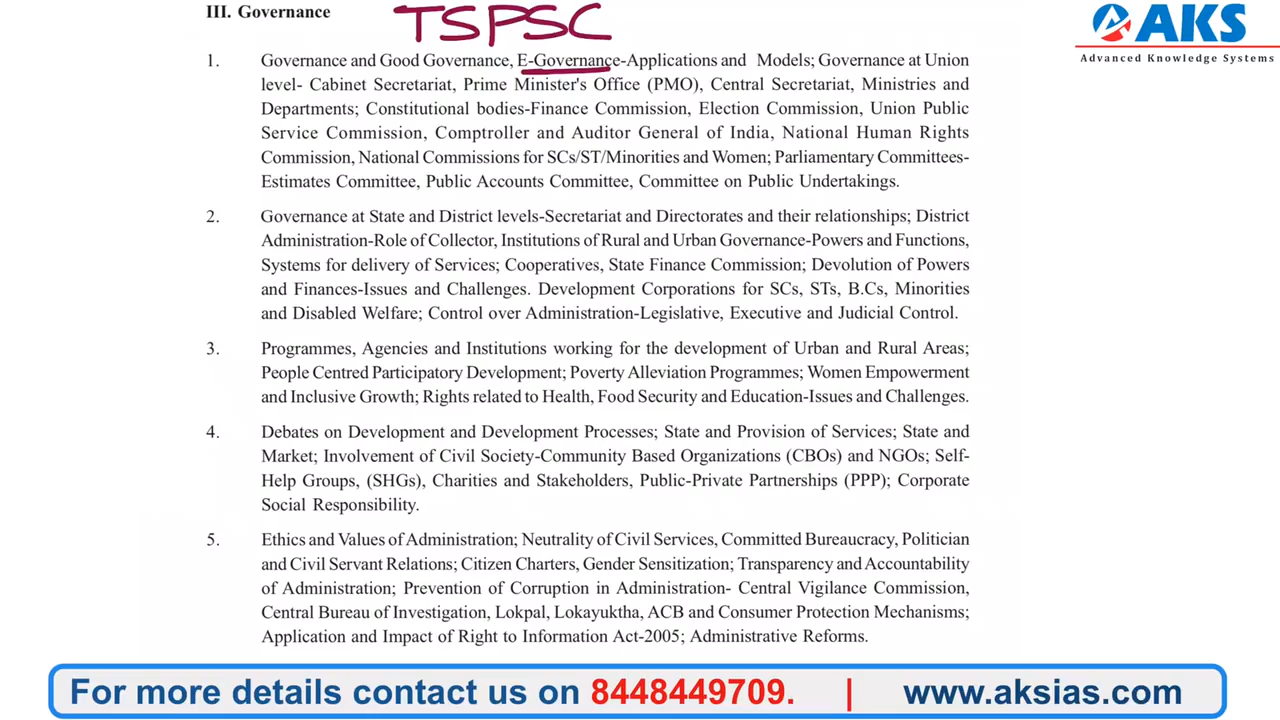 III. Governance
TSPSC
AKS
Advanced Knowledge Systems
1. Governance and Good Governance, E-Governance-Applications and Models; Governance at Union
level- Cabinet Secretariat, Prime Minister's Office (PMO), Central Secretariat, Ministries and
Departments; Constitutional bodies-Finance Commission, Election Commission, Union Public
Service Commission, Comptroller and Auditor General of India, National Human Rights
Commission, National Commissions for SCs/ST/Minorities and Women; Parliamentary Committees-
Estimates Committee, Public Accounts Committee, Committee on Public Undertakings.
2. Governance at State and District levels-Secretariat and Directorates and their relationships; District
Administration-Role of Collector, Institutions of Rural and Urban Governance-Powers and Functions,
Systems for delivery of Services; Cooperatives, State Finance Commission; Devolution of Powers
and Finances-Issues and Challenges. Development Corporations for SCs, STs, B.Cs, Minorities
and Disabled Welfare; Control over Administration-Legislative, Executive and Judicial Control.
3. Programmes, Agencies and Institutions working for the development of Urban and Rural Areas;
People Centred Participatory Development; Poverty Alleviation Programmes; Women Empowerment
and Inclusive Growth; Rights related to Health, Food Security and Education-Issues and Challenges.
4. Debates on Development and Development Processes; State and Provision of Services; State and
Market; Involvement of Civil Society-Community Based Organizations (CBOs) and NGOs; Self-
Help Groups, (SHGs), Charities and Stakeholders, Public-Private Partnerships (PPP); Corporate
Social Responsibility.
5. Ethics and Values of Administration; Neutrality of Civil Services, Committed Bureaucracy, Politician
and Civil Servant Relations; Citizen Charters, Gender Sensitization; Transparency and Accountability
of Administration; Prevention of Corruption in Administration- Central Vigilance Commission,
Central Bureau of Investigation, Lokpal, Lokayuktha, ACB and Consumer Protection Mechanisms;
Application and Impact of Right to Information Act-2005; Administrative Reforms.
For more details contact us on 8448449709. | www.aksias.com